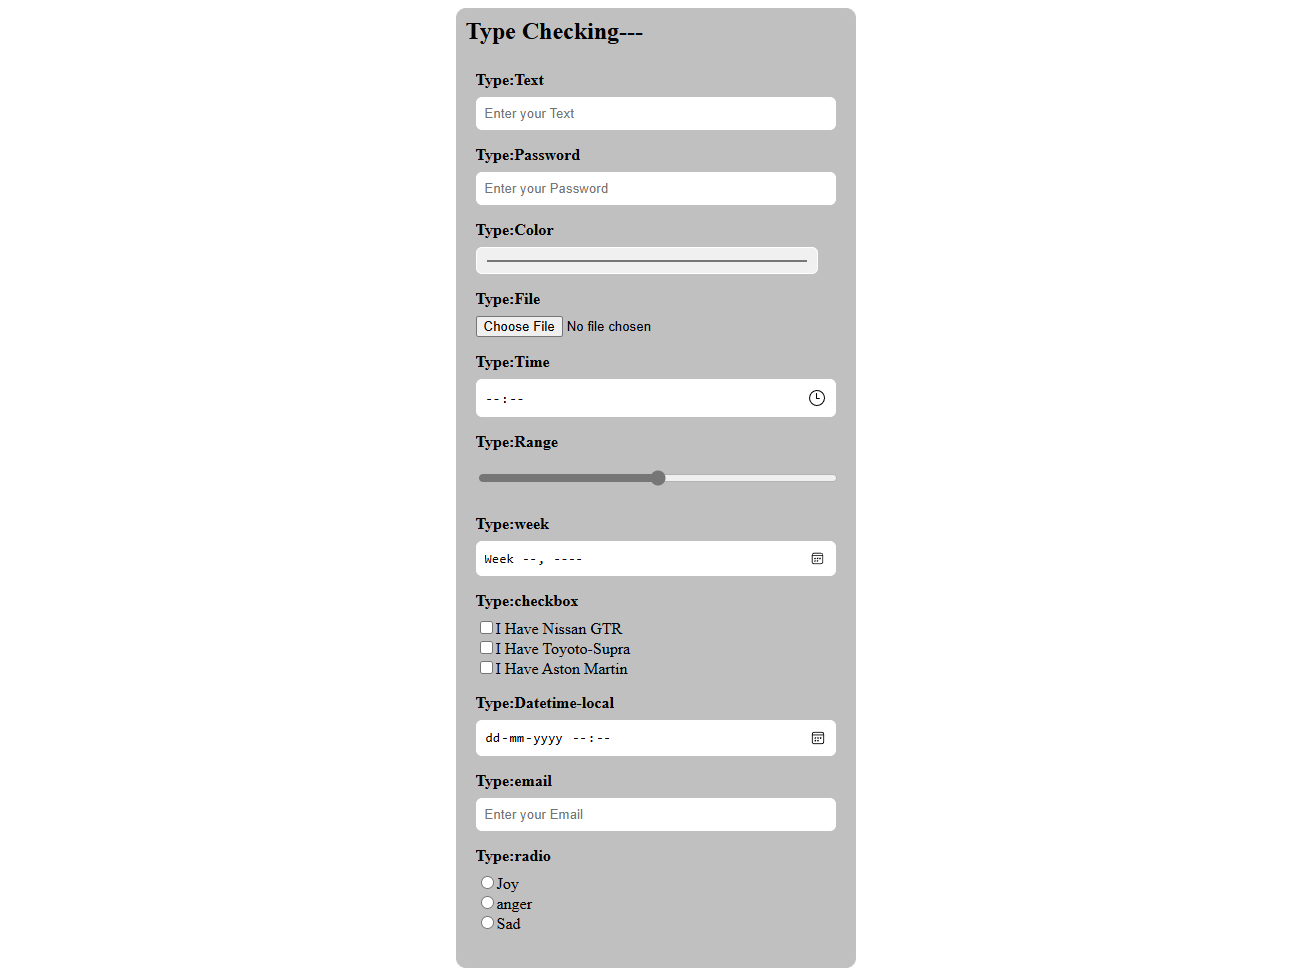 Type Checking---
Type:Text
Enter your Text
Type:Password
Enter your Password
Type:Color
Type:File
Choose File No file chosen
Type:Time
--:--
Type:Range
Type:week
Week --, ----
Type:checkbox
I Have Nissan GTR
I Have Toyoto-Supra
I Have Aston Martin
Type:Datetime-local
dd-mm-yyyy --:--
Type:email
Enter your Email
Type:radio
Joy
anger
Sad